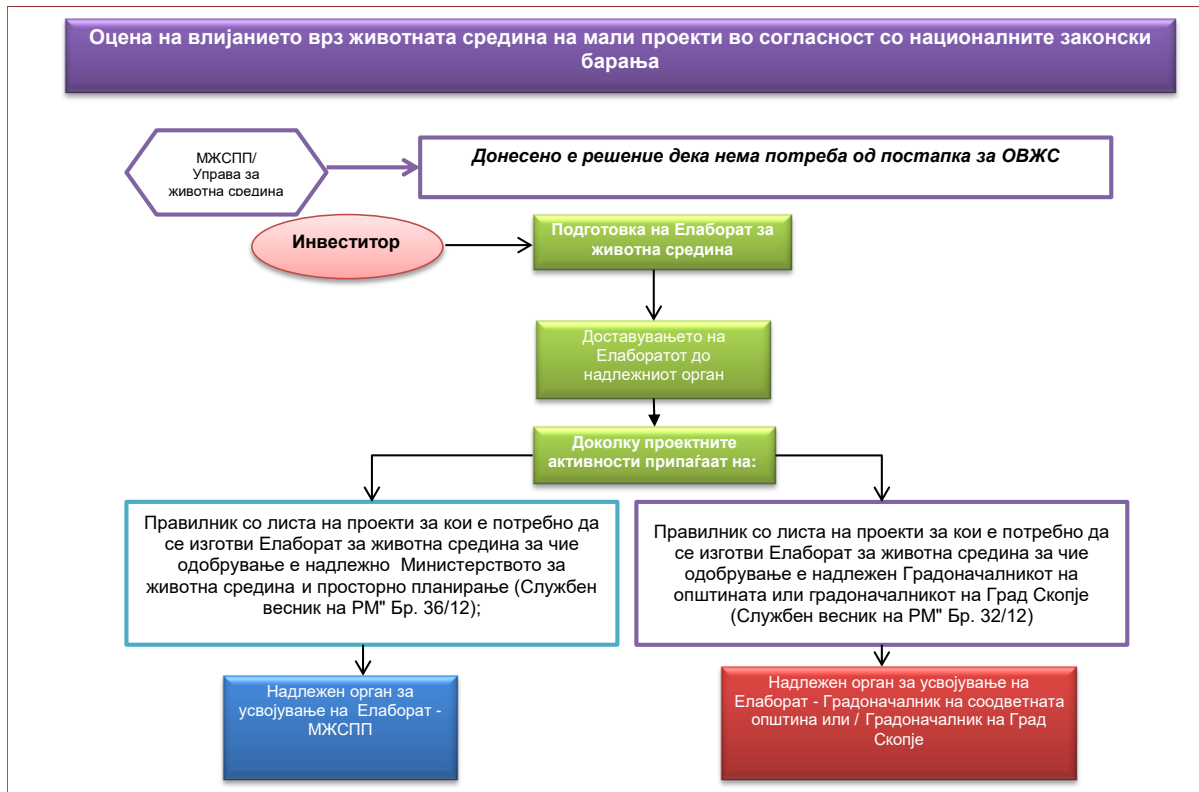 Оцена на влијанието врз животната средина на мали проекти во согласност со националните законски
барања
МЖСПП/
Управа за
животна средина
Донесено е решение дека нема потреба од постапка за ОВЖС
Инвеститор
Подготовка на Елаборат за
животна средина
Доставувањето на
Елаборатот до
надлежниот орган
Доколку проектните
активности припаѓаат на:
Правилник со листа на проекти за кои е потребно да
се изготви Елаборат за животна средина за чие
одобрување е надлежно Министерството за
животна средина и просторно планирање (Службен
весник на РМ" Бр. 36/12);
Правилник со листа на проекти за кои е потребно да
се изготви Елаборат за животна средина за чие
одобрување е надлежен Градоначалникот на
општината или градоначалникот на Град Скопје
(Службен весник на РМ" Бр. 32/12)
Надлежен орган за
усвојување на Елаборат -
МЖСПП
Надлежен орган за усвојување на
Елаборат - Градоначалник на соодветната
општина или / Градоначалник на Град
Скопје